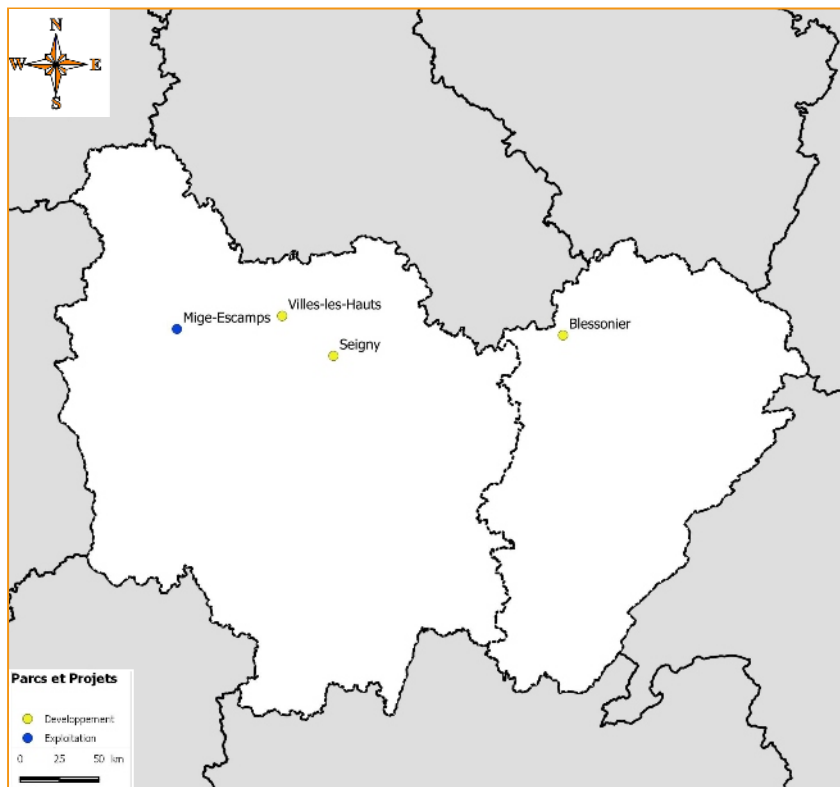 N
W E
S
Villes-les-Hauts
Mige-Escamps
Blessonier
Seigny
Parcs et Projets
Developpement
Exploitation
0 25 50 km